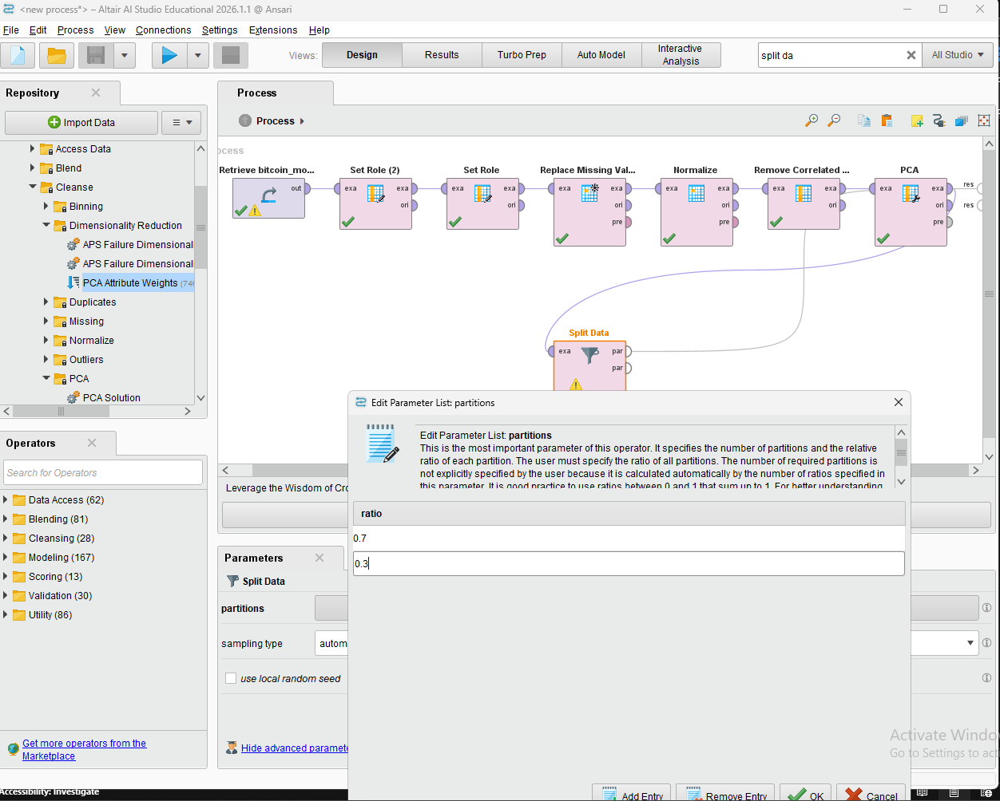 <new process*> – Altair AI Studio Educational 2026.1.1 @ Ansari
File Edit Process View Connections Settings Extensions Help
Views: Design Results Turbo Prep Auto Model Interactive Analysis
split da
All Studio
Repository
Import Data
Access Data
Blend
Cleanse
Binning
Dimensionality Reduction
APS Failure Dimensional
APS Failure Dimensional
PCA Attribute Weights (746
Duplicates
Missing
Normalize
Outliers
PCA
PCA Solution
Operators
Search for Operators
Data Access (62)
Blending (81)
Cleansing (28)
Modeling (167)
Scoring (13)
Validation (30)
Utility (86)
Get more operators from the
Marketplace
Process
Process
ocess
Retrieve bitcoin_mo...
out
Set Role (2)
exa exa
ori
Set Role
exa exa
ori
Replace Missing Val...
exa exa
ori
pre
Normalize
exa exa
ori
pre
Remove Correlated ...
exa exa
ori
PCA
exa exa
ori
pre
res
res
Split Data
exa par
par
Leverage the Wisdom of Cro
Parameters
Split Data
partitions
sampling type
autom
use local random seed
Hide advanced paramete
Edit Parameter List: partitions
Edit Parameter List: partitions
This is the most important parameter of this operator. It specifies the number of partitions and the relative
ratio of each partition. The user must specify the ratio of all partitions. The number of required partitions is
not explicitly specified by the user because it is calculated automatically by the number of ratios specified in
this parameter. It is good practice to use ratios between 0 and 1 that sum up to 1. For better understanding
ratio
0.7
0.3
Add Entry
Remove Entry
OK
Cancel
Activate Windo
Go to Settings to act
Accessibility: Investigate